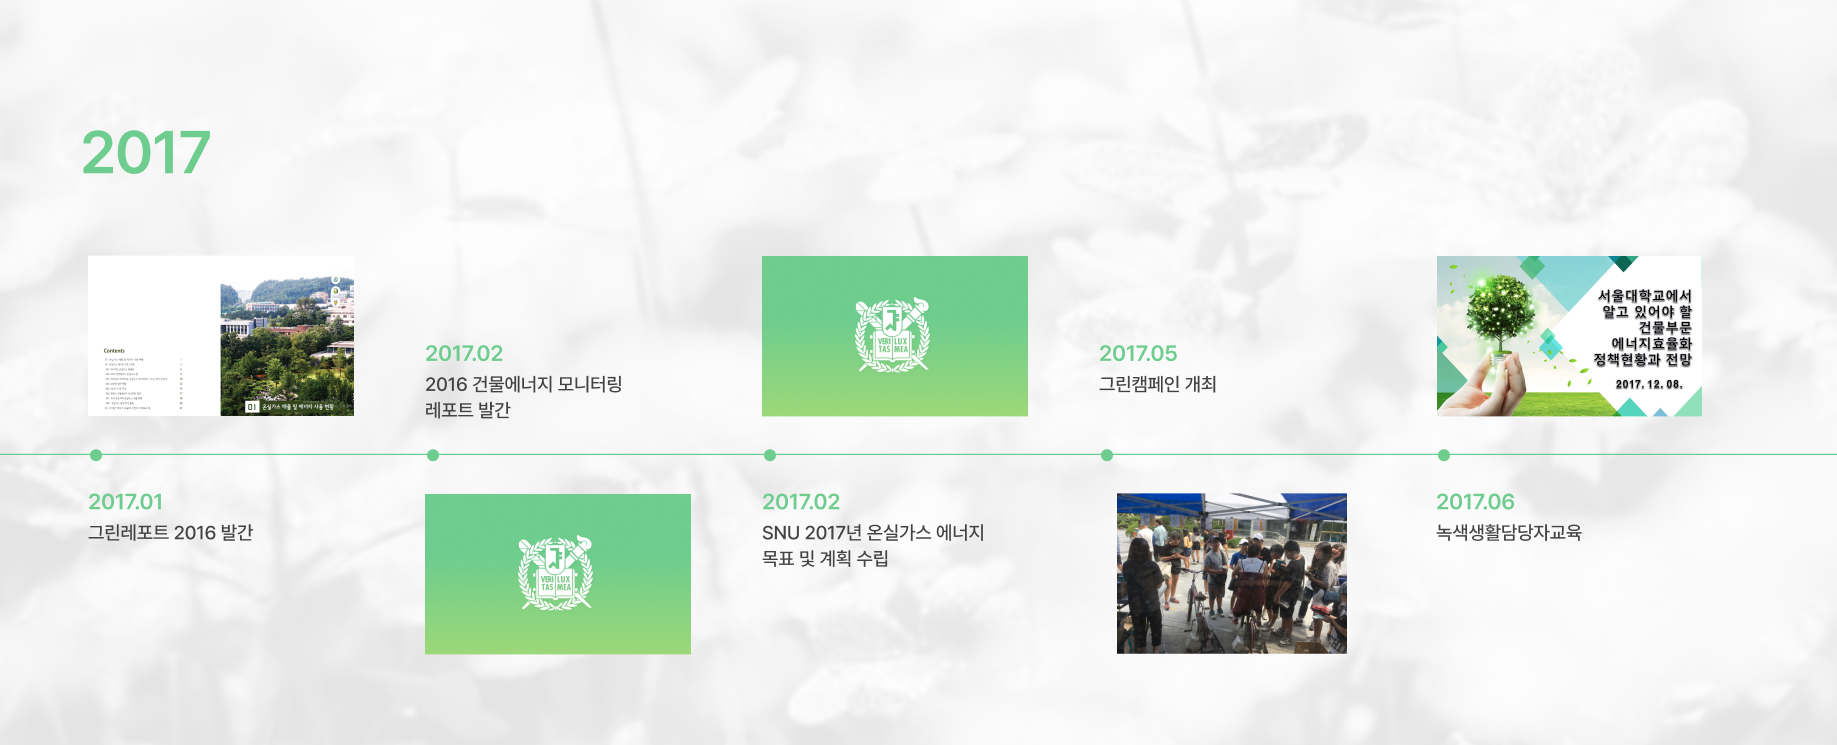 2017
Contents
01 온실가스 배출 및 에너지 사용 현황
2017.01
그린레포트 2016 발간
2017.02
2016 건물에너지 모니터링
레포트 발간
VERI LUX
TAS MEA
VERI LUX
TAS MEA
2017.02
SNU 2017년 온실가스 에너지
목표 및 계획 수립
2017.05
그린캠페인 개최
서울대학교에서
알고 있어야 할
건물부문
에너지효율화
정책현황과 전망
2017. 12. 08.
2017.06
녹색생활담당자교육